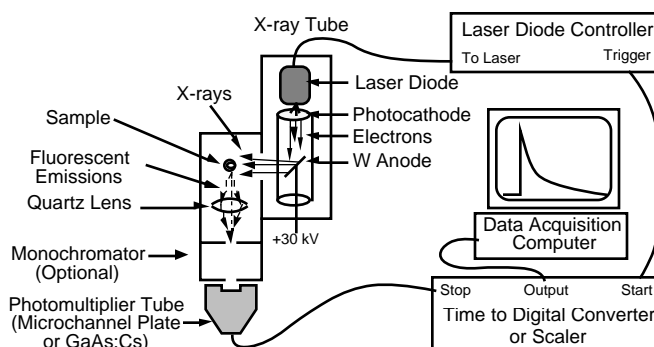 X-ray Tube
Laser Diode Controller
To Laser
Trigger
Laser Diode
X-rays
Photocathode
Sample
Electrons
Fluorescent
Emissions
W Anode
Quartz Lens
+30 kV
Data Acquisition
Computer
Monochromator
(Optional)
Photomultiplier Tube
(Microchannel Plate
or GaAs:Cs)
Stop
Output
Start
Time to Digital Converter
or Scaler